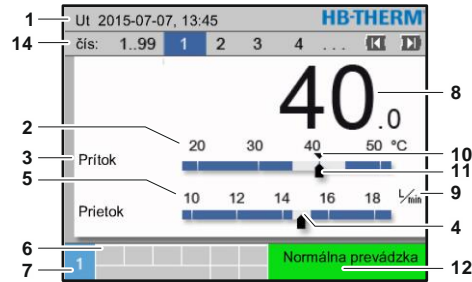 1 Ut 2015-07-07, 13:45 HB-THERM
14 čís: 1..99 1 2 3 4 ...
40.0 8
2 20 30 40 50 °C 10
3 Prítok 11
5 10 12 14 16 18 L/min 9
Prietok 4
6
7 1 Normálna prevádzka 12